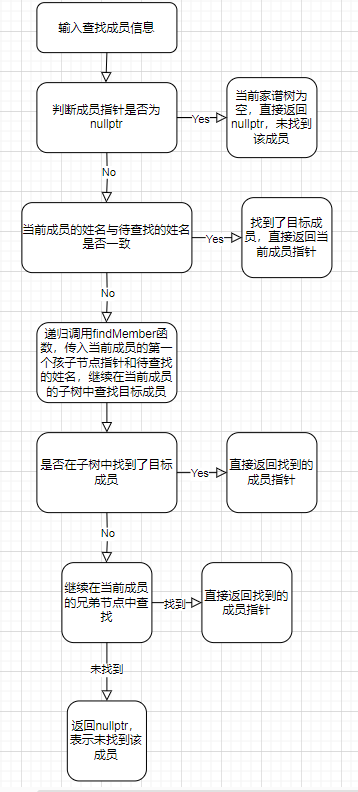 输入查找成员信息
判断成员指针是否为
nullptr
Yes
当前家谱树为
空，直接返回
nullptr，未找到
该成员
No
当前成员的姓名与待查找的姓名
是否一致
Yes
找到了目标成
员，直接返回当
前成员指针
No
递归调用findMember函
数，传入当前成员的第一
个孩子节点指针和待查找
的姓名，继续在当前成员
的子树中查找目标成员
是否在子树中找到了目标
成员
Yes
直接返回找到的
成员指针
No
继续在当前成员
的兄弟节点中查
找
找到
直接返回找到的
成员指针
未找到
返回nullptr，
表示未找到该
成员